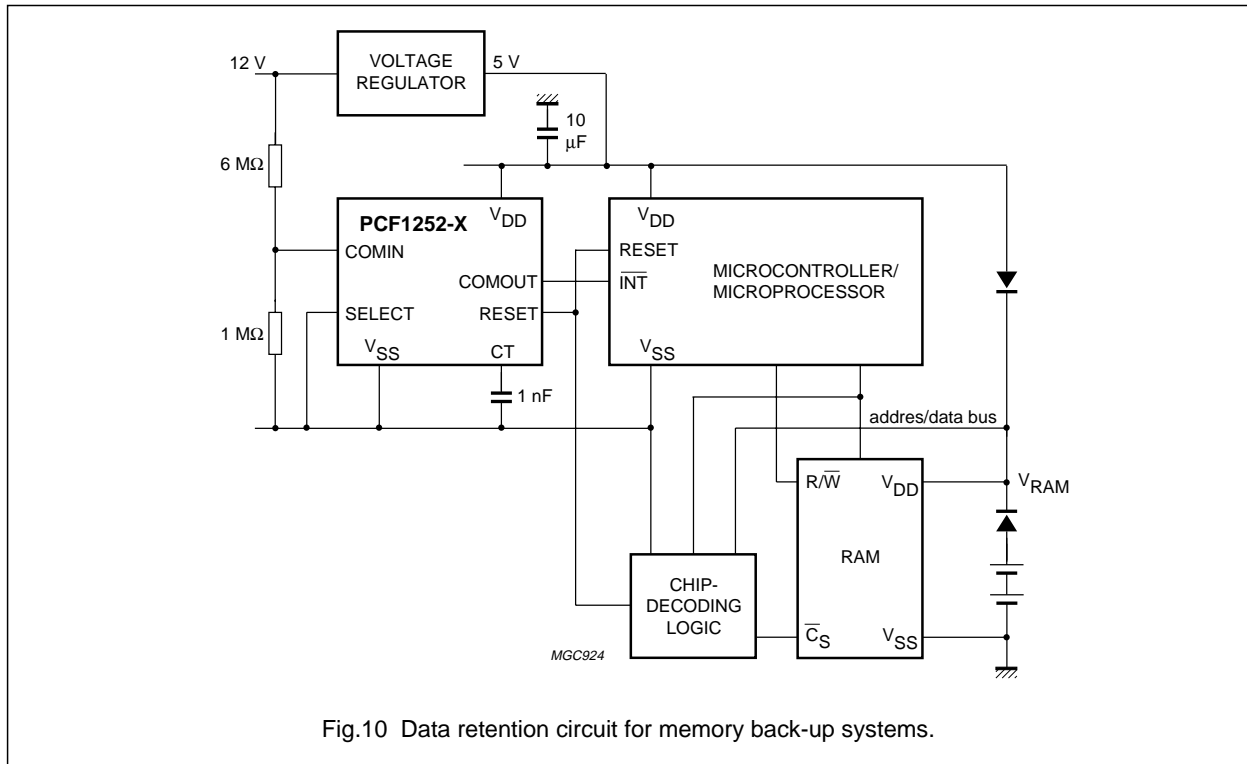 12 V
VOLTAGE
REGULATOR
5 V
10
μF
6 MΩ
PCF1252-X
VDD
COMIN
COMOUT
SELECT
RESET
VSS
CT
1 MΩ
1 nF
VDD
RESET
INT
MICROCONTROLLER/
MICROPROCESSOR
VSS
addres/data bus
R/W
VDD
VRAM
RAM
CHIP-
DECODING
LOGIC
CS
VSS
MGC924
Fig.10 Data retention circuit for memory back-up systems.